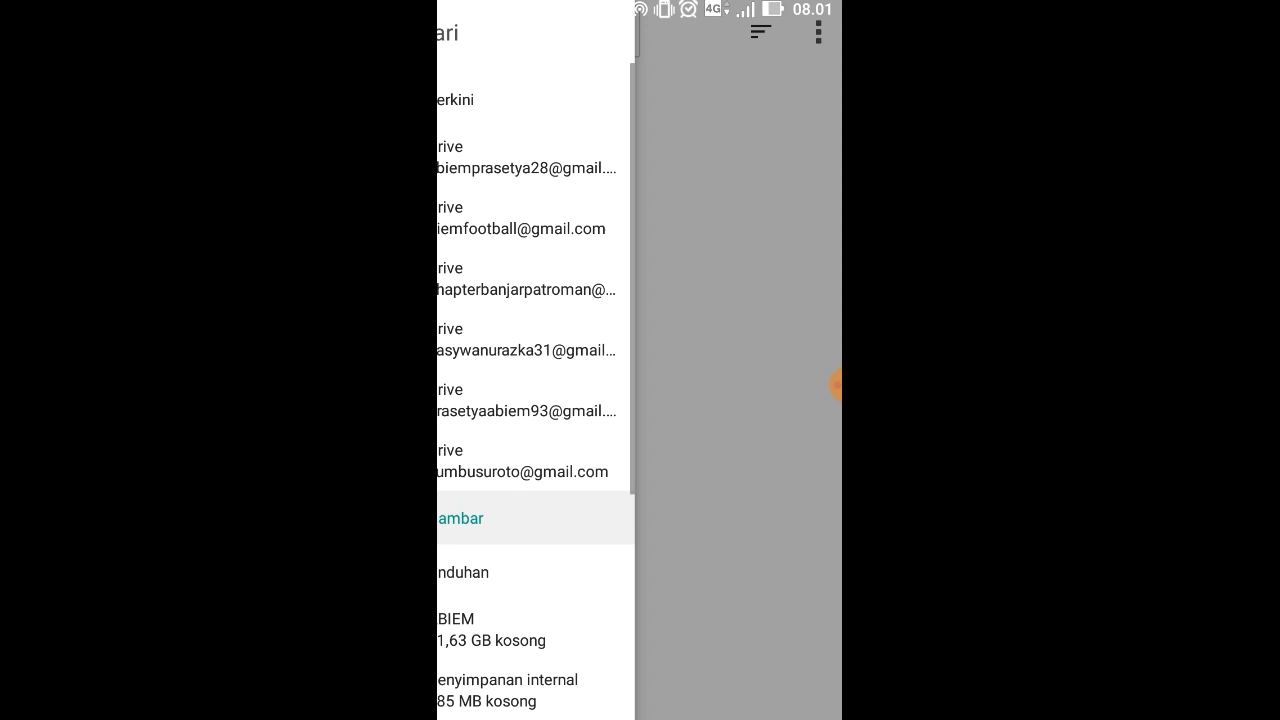 4G 08.01
ari
erkini
rive
biemprasetya28@gmail....
rive
iemfootball@gmail.com
rive
hapterbanjarpatroman@...
rive
asywanurazka31@gmail...
rive
rasetyaabiem93@gmail....
rive
umbusuroto@gmail.com
ambar
nduhan
BIEM
1,63 GB kosong
enyimpanan internal
85 MB kosong